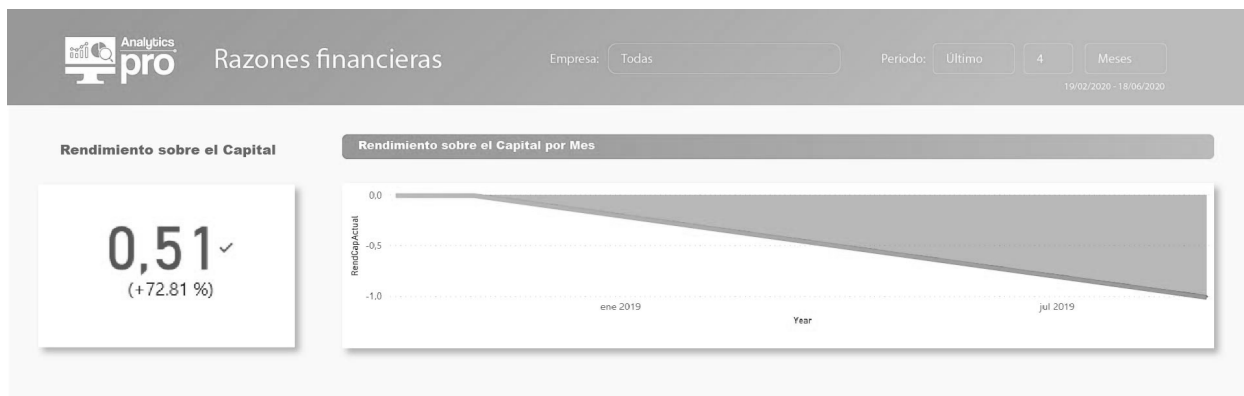 Analytics
pro
Razones financieras
Empresa: Todas
Periodo: Último 4 Meses
19/02/2020 - 18/06/2020
Rendimiento sobre el Capital
0,51
(+72.81 %)
Rendimiento sobre el Capital por Mes
0.0
-0,5
-1.0
RendCapActual
ene 2019
jul 2019
Year